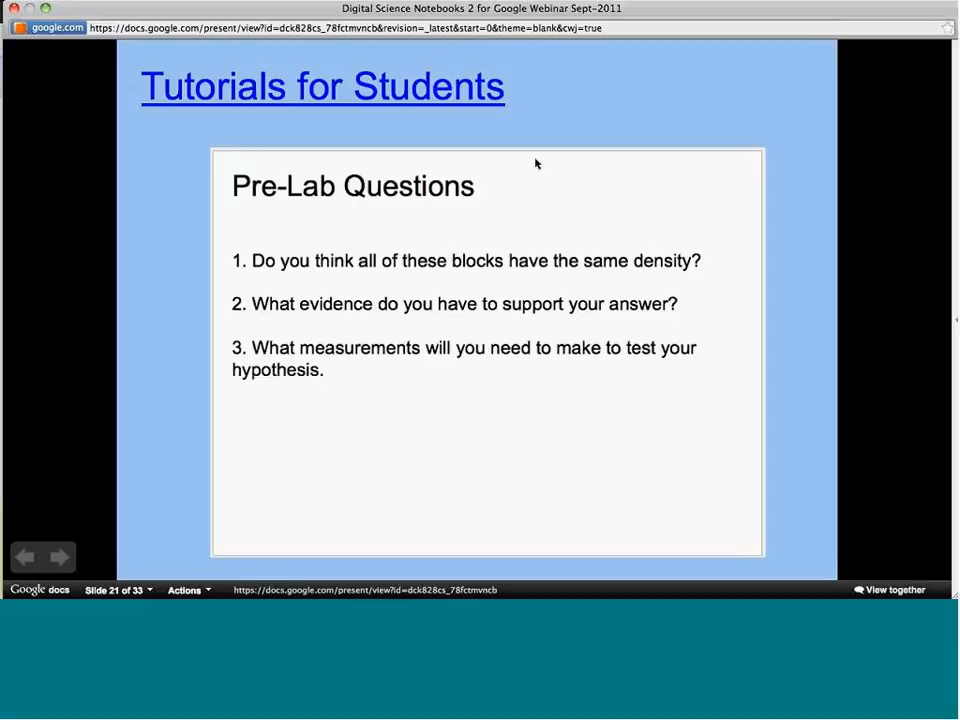 Digital Science Notebooks 2 for Google Webinar Sept-2011
google.com https://docs.google.com/present/view?id=dck828cs_78fctmvncb&revision=_latest&start=0&theme=blank&cwj=true
Tutorials for Students
Pre-Lab Questions
1. Do you think all of these blocks have the same density?
2. What evidence do you have to support your answer?
3. What measurements will you need to make to test your
hypothesis.
Google docs Slide 21 of 33 Actions https://docs.google.com/present/view?id=dck828cs_78fctmvncb View together